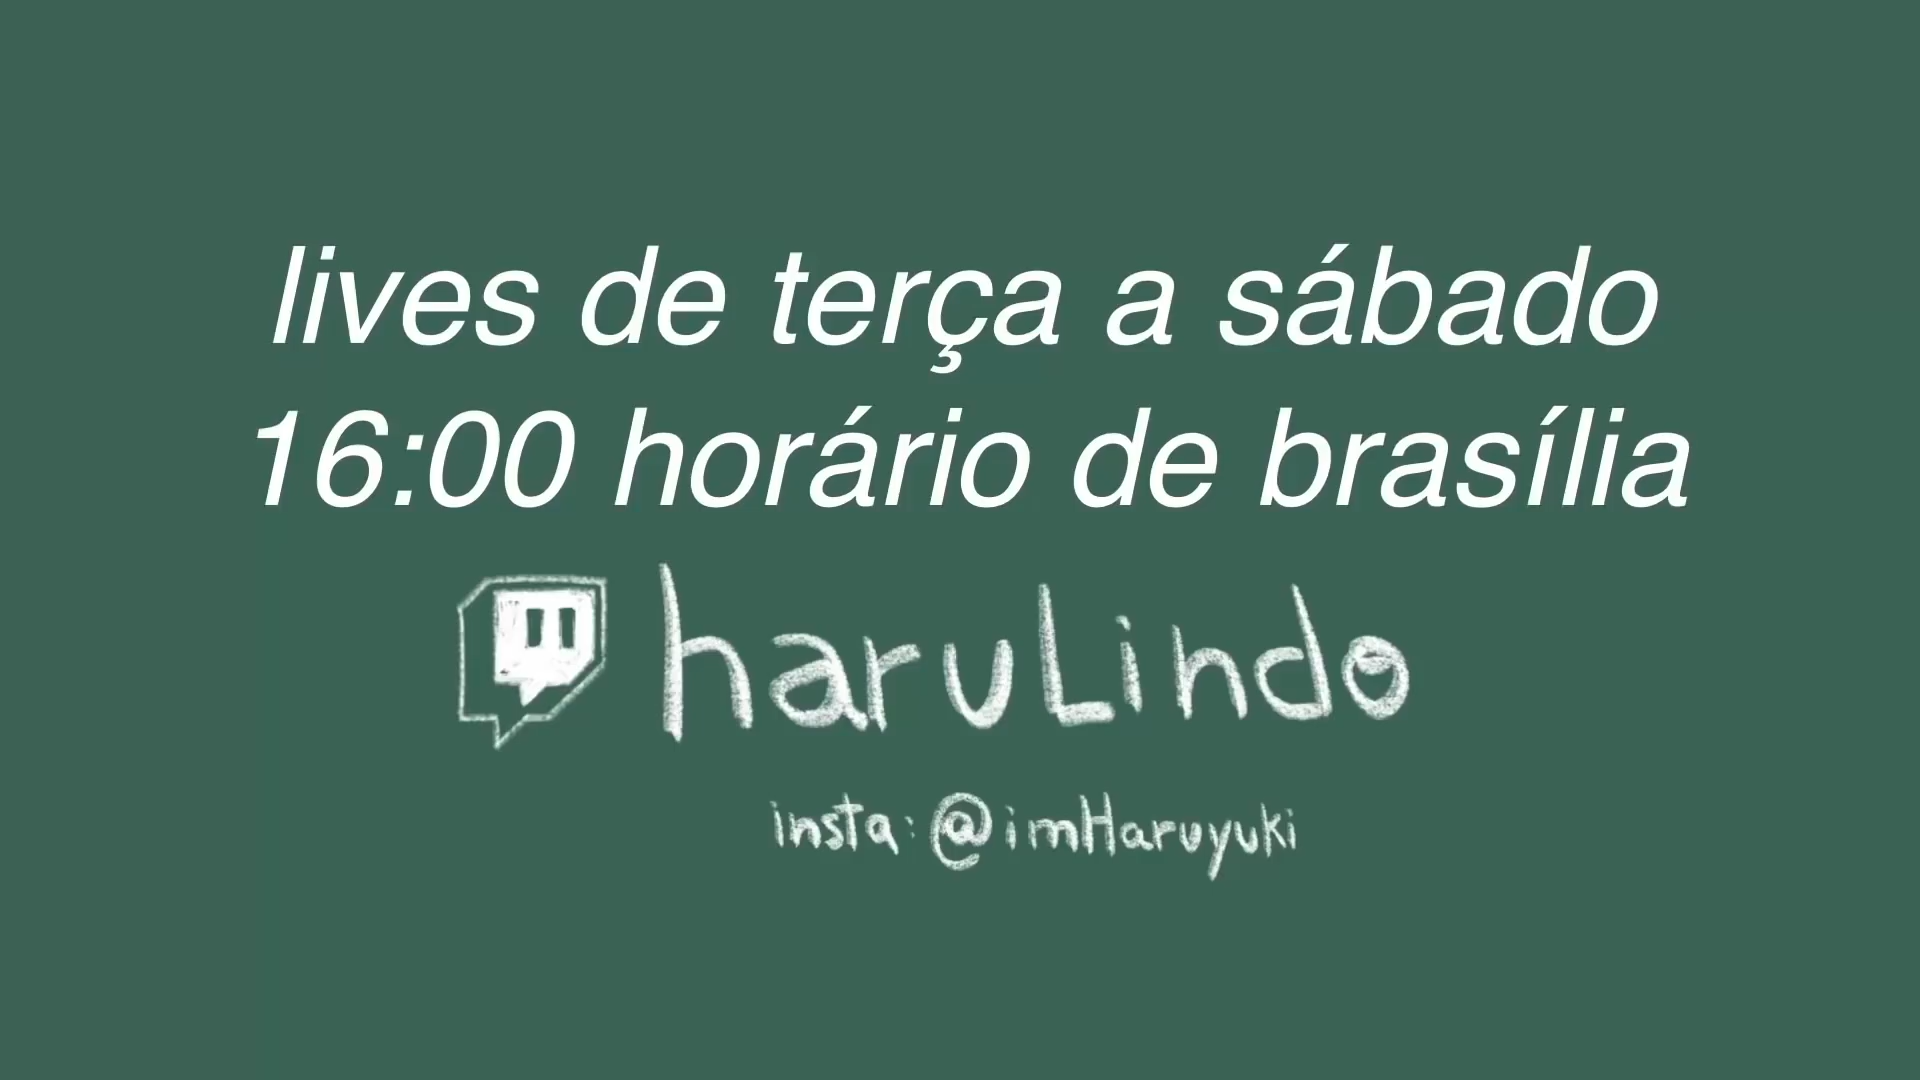 lives de terça a sábado
16:00 horário de brasília
haruLindo
insta: @imHaruyuki